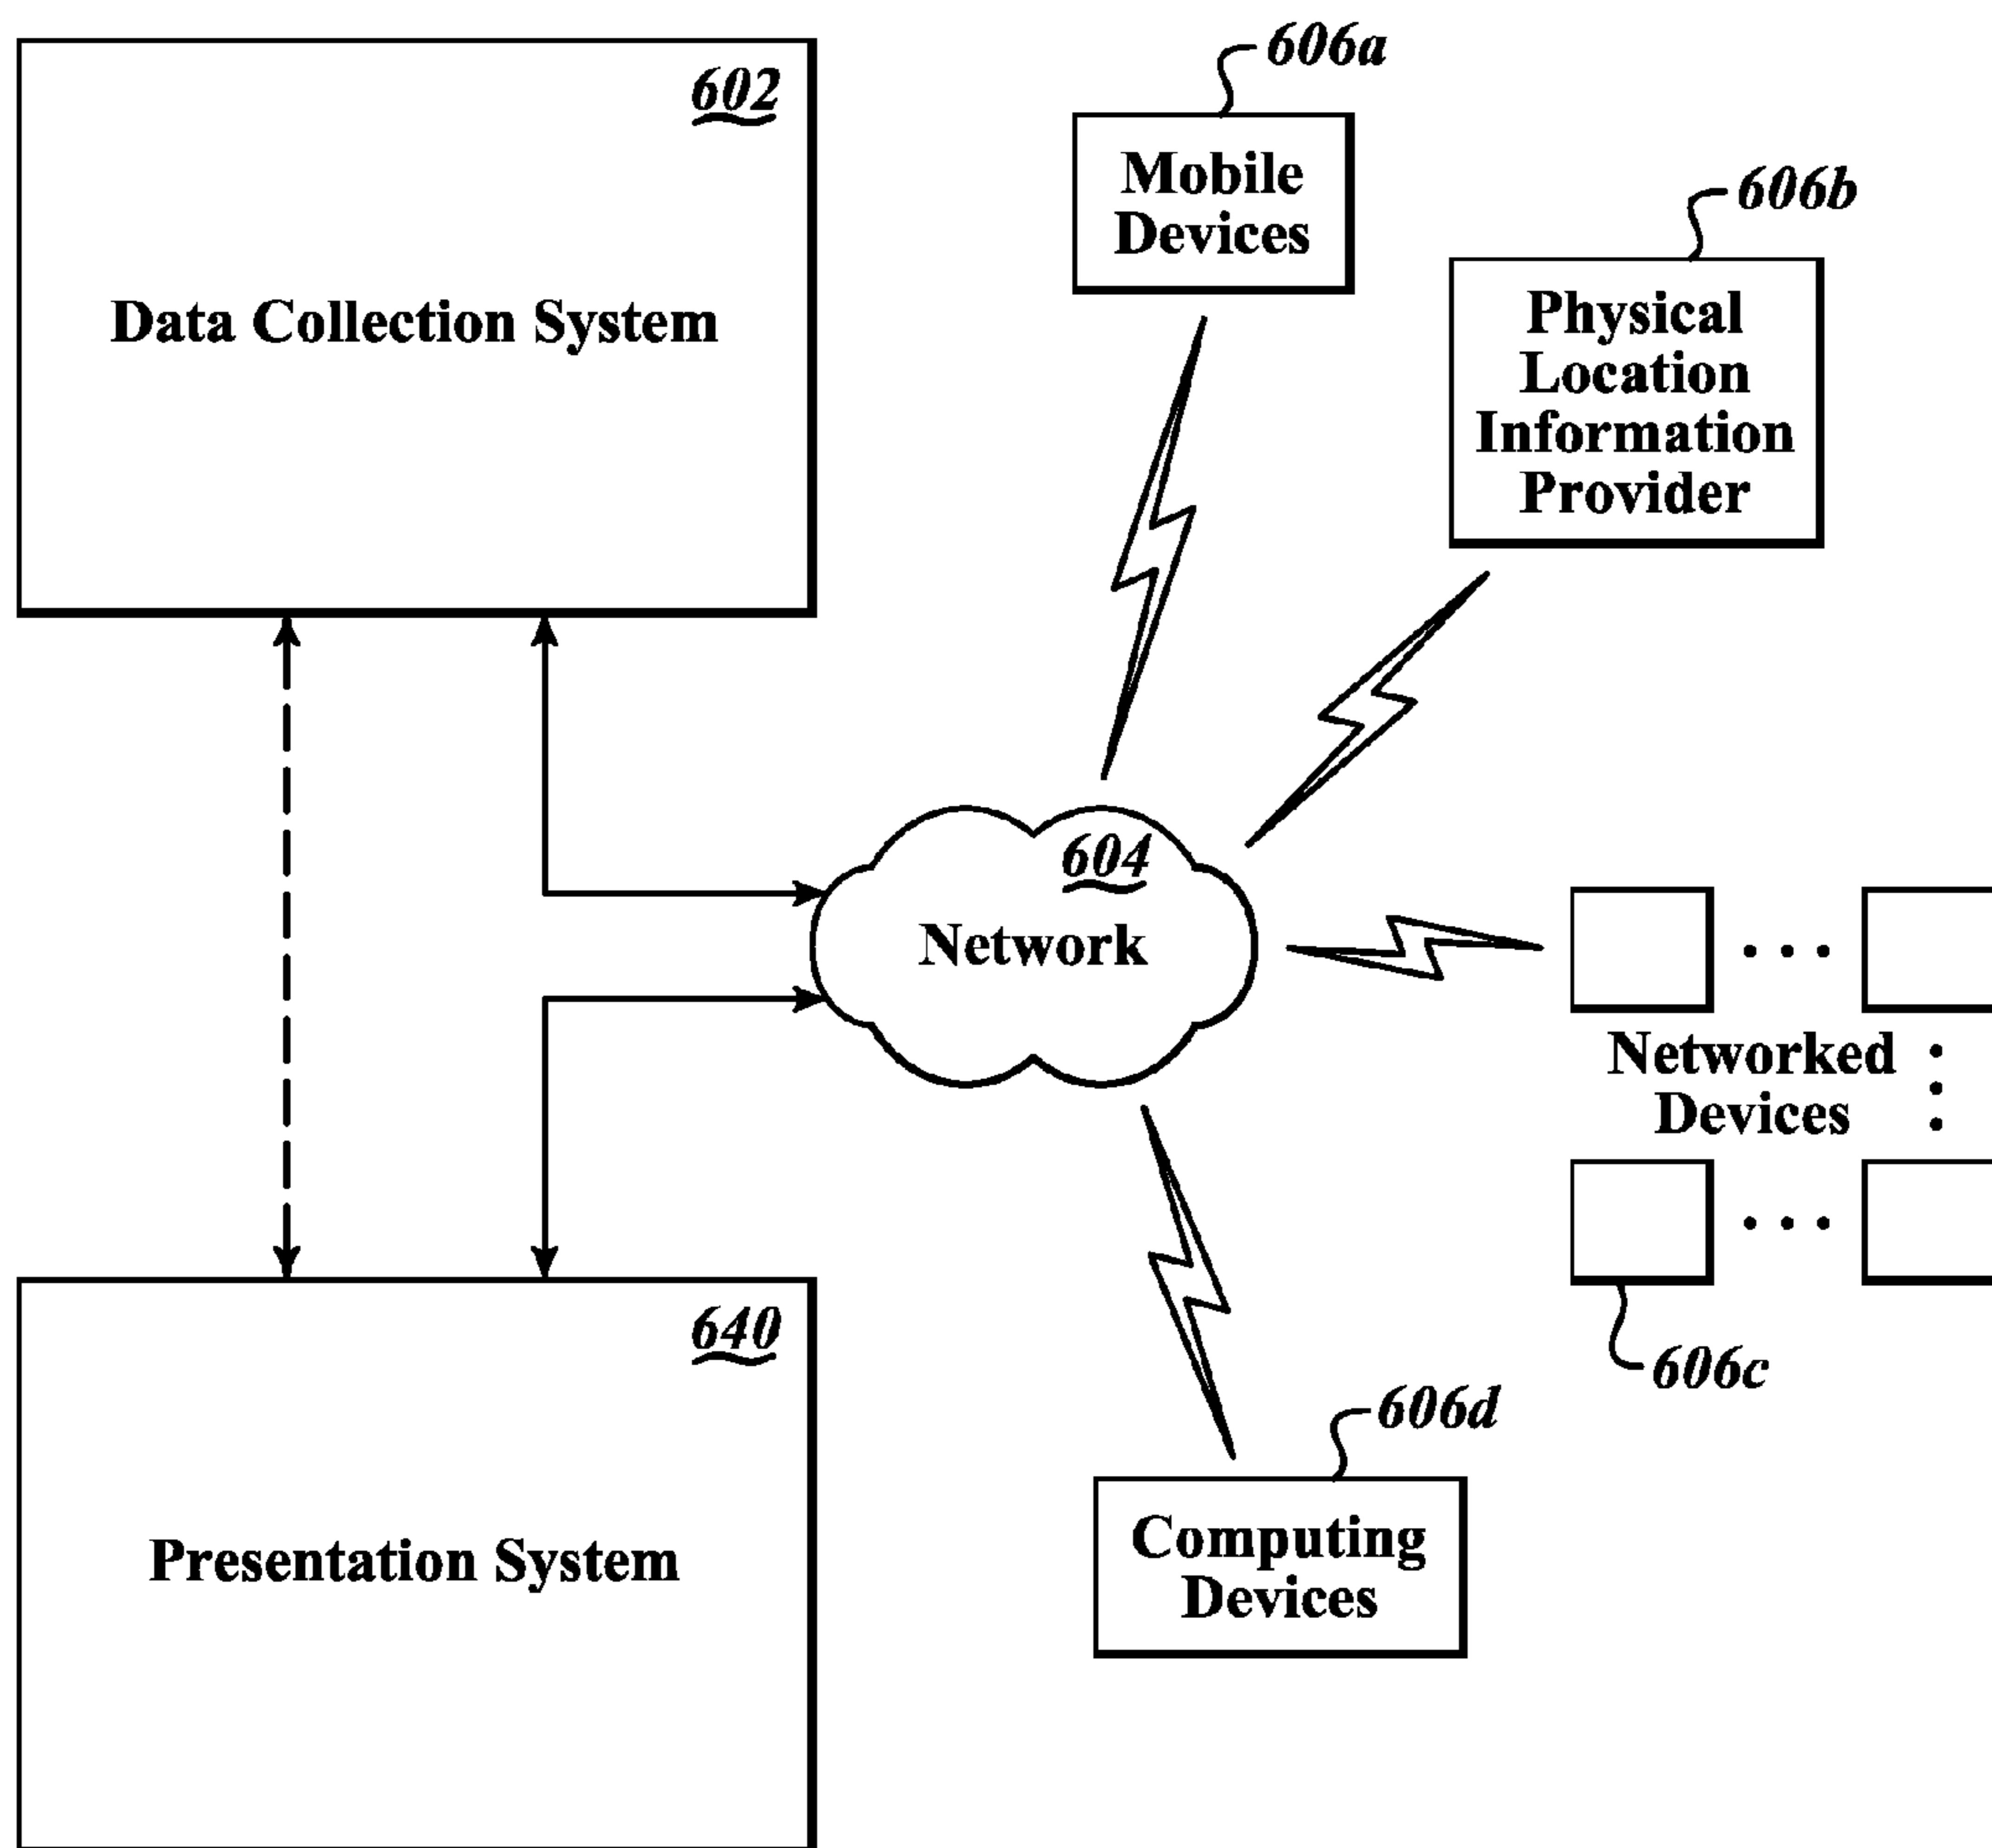 602
Data Collection System
606a
Mobile
Devices
606b
Physical
Location
Information
Provider
604
Network
Networked
Devices
606c
640
Presentation System
606d
Computing
Devices